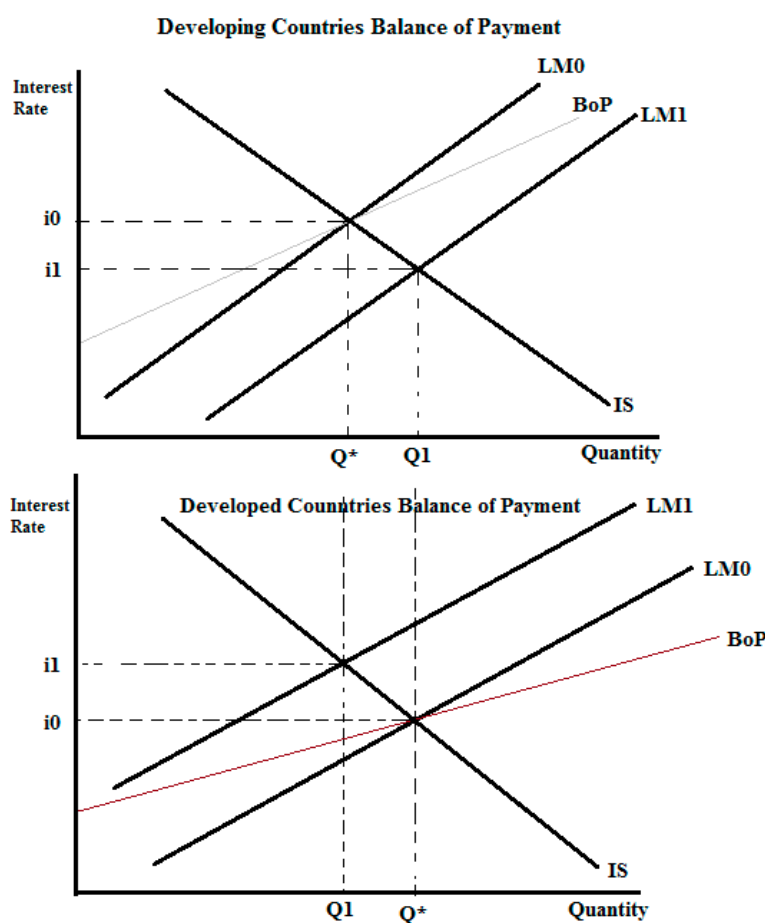 Developing Countries Balance of Payment
LM0
Interest
Rate
BoP
LM1
i0
i1
IS
Q*
Q1
Quantity
Interest
Rate
Developed Counntries Balance of Payment
LM1
LM0
BoP
i1
i0
IS
Q1
Q*
Quantity